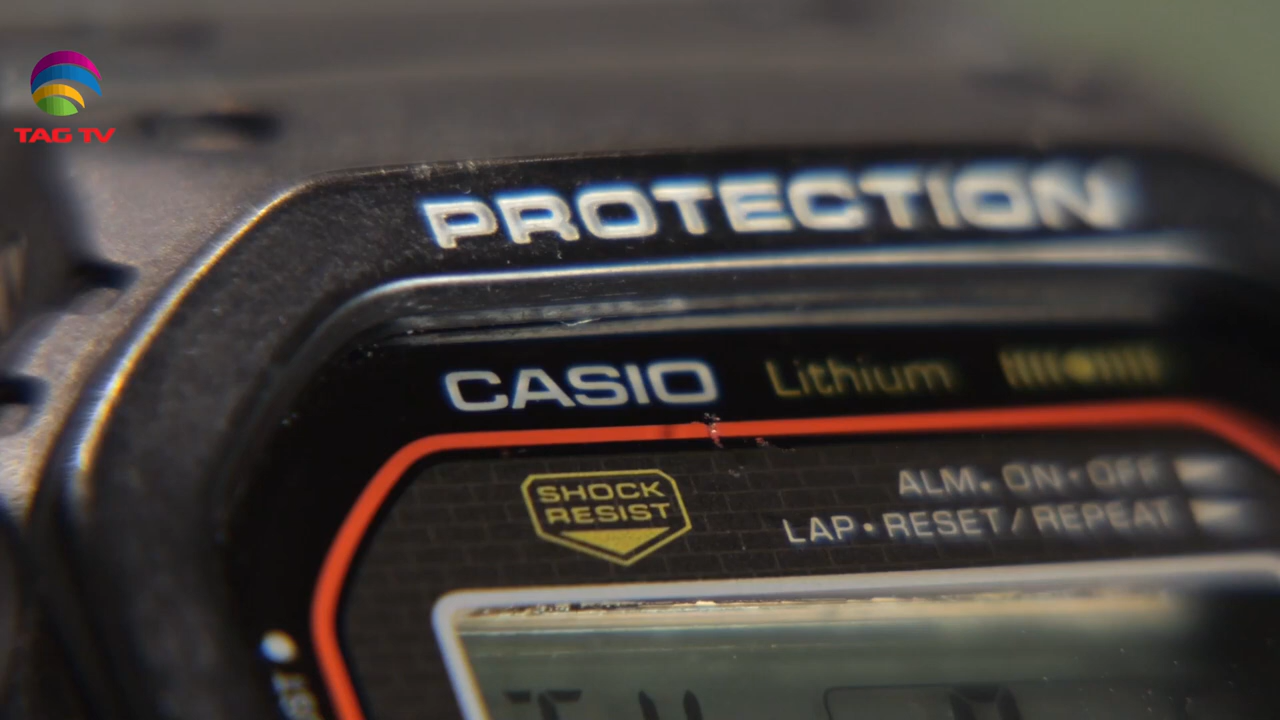 TAG TV
PROTECTION
CASIO Lithium
SHOCK
RESIST
ALM. ON•OFF
LAP•RESET/REPEAT